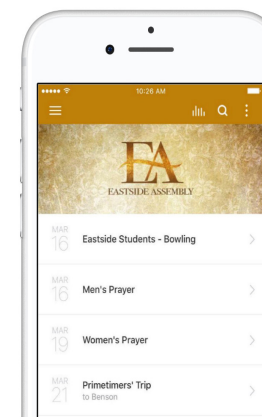 10:26 AM
EA
EASTSIDE ASSEMBLY
MAR
16
Eastside Students - Bowling
MAR
16
Men's Prayer
MAR
19
Women's Prayer
MAR
21
Primetimers' Trip
to Benson